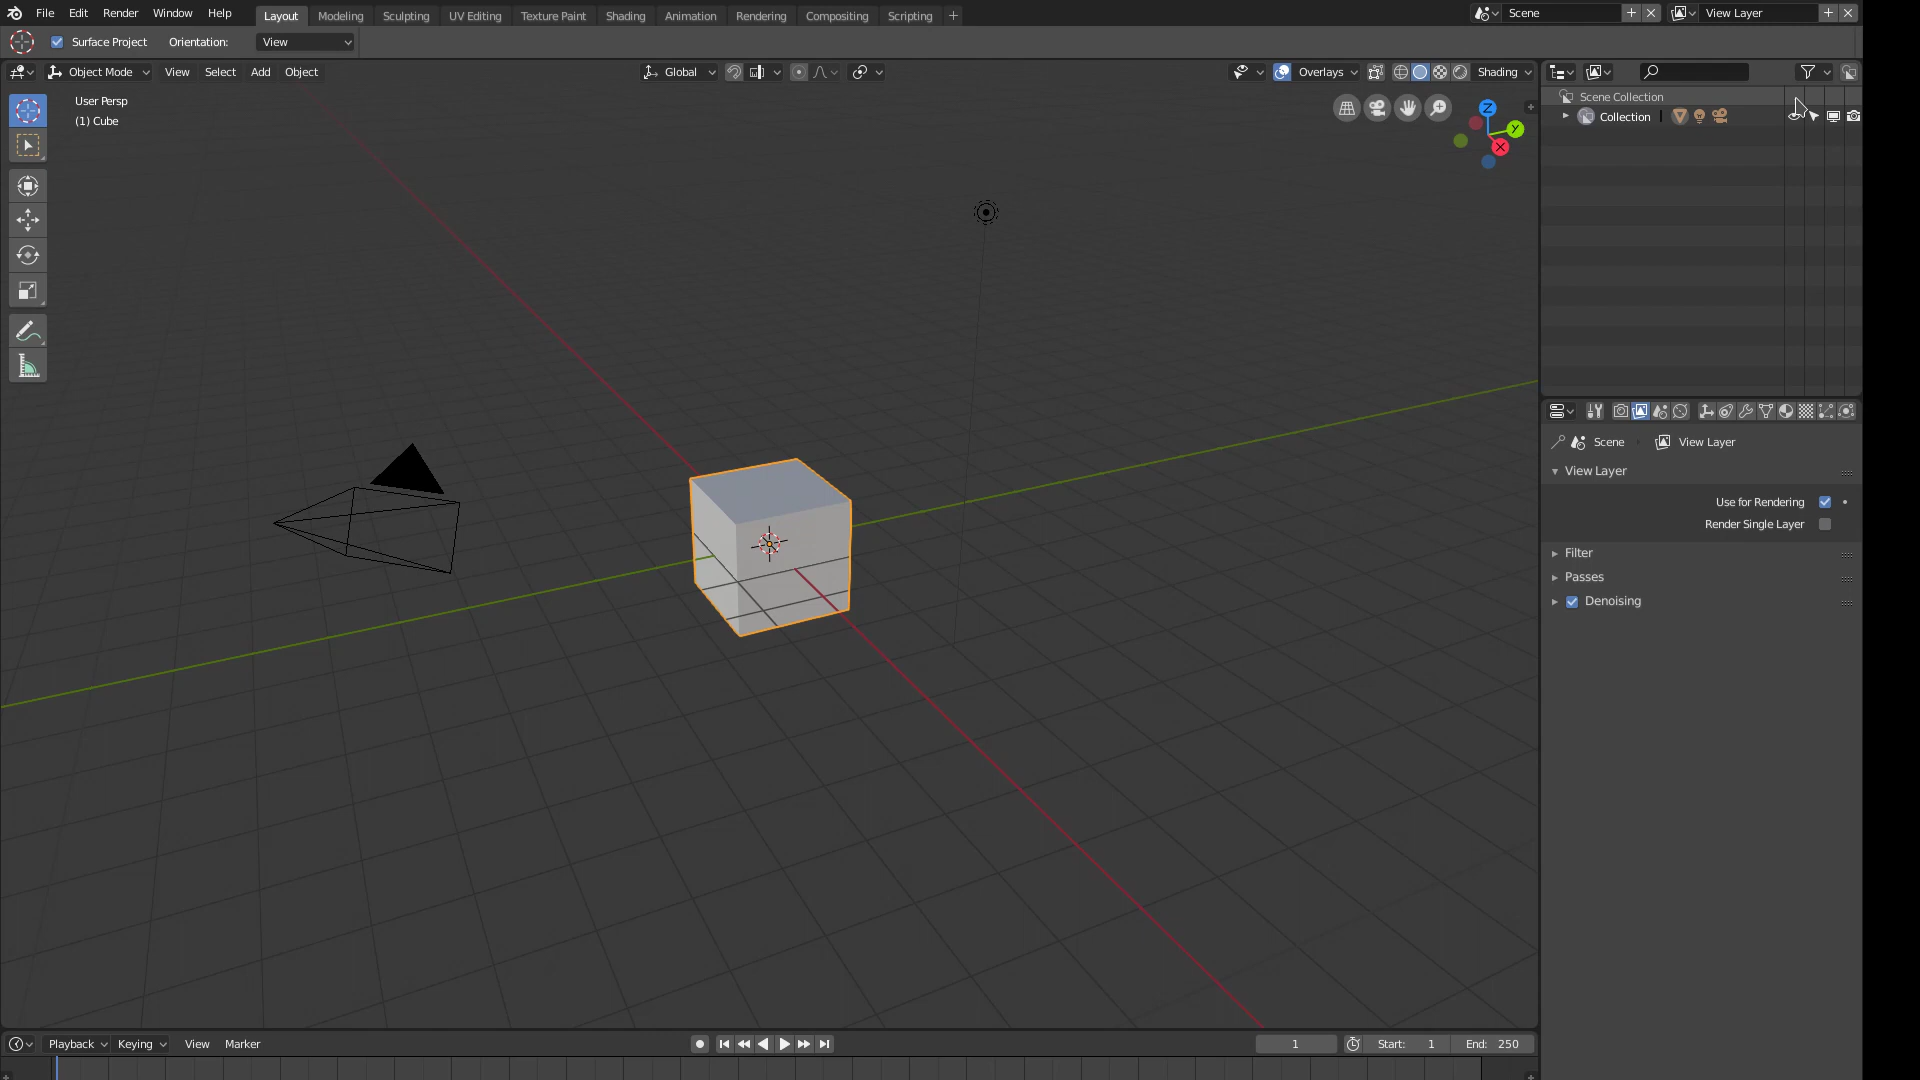 File Edit Render Window Help Layout Modeling Sculpting UV Editing Texture Paint Shading Animation Rendering Compositing Scripting + Scene View Layer
Surface Project Orientation: View
Object Mode View Select Add Object Global Overlays Shading
User Persp
(1) Cube
Z
Y
X
Scene Collection
Collection
Scene View Layer
View Layer
Use for Rendering
Render Single Layer
Filter
Passes
Denoising
Playback Keying View Marker 1 Start: 1 End: 250